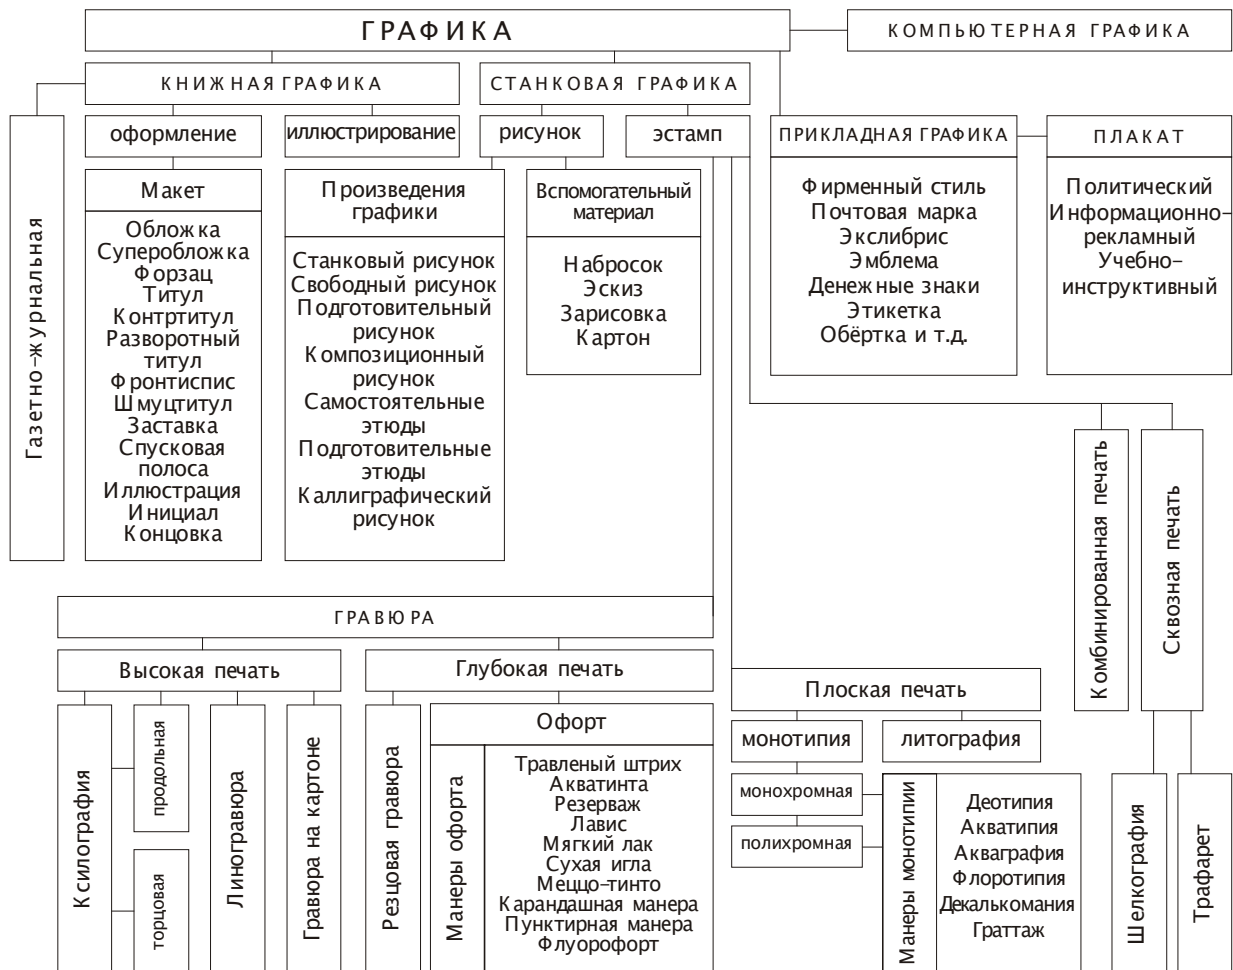 ГРАФИКА
КОМПЬЮТЕРНАЯ ГРАФИКА
КНИЖНАЯ ГРАФИКА
СТАНКОВАЯ ГРАФИКА
Газетно-журнальная
оформление
иллюстрирование
рисунок
эстамп
ПРИКЛАДНАЯ ГРАФИКА
ПЛАКАТ
Макет
Обложка
Суперобложка
Форзац
Титул
Контртитул
Разворотный
титул
Фронтиспис
Шмуцтитул
Заставка
Спусковая
полоса
Иллюстрация
Инициал
Концовка
Произведения
графики
Станковый рисунок
Свободный рисунок
Подготовительный
рисунок
Композиционный
рисунок
Самостоятельные
этюды
Подготовительные
этюды
Каллиграфический
рисунок
Вспомогательный
материал
Набросок
Эскиз
Зарисовка
Картон
Фирменный стиль
Почтовая марка
Экслибрис
Эмблема
Денежные знаки
Этикетка
Обёртка и т.д.
Политический
Информационно-
рекламный
Учебно-
инструктивный
Комбинированная печать
Сквозная печать
ГРАВЮРА
Высокая печать
Глубокая печать
Плоская печать
Ксилография
продольная
торцовая
Линогравюра
Гравюра на картоне
Резцовая гравюра
Офорт
Манеры офорта
Травленый штрих
Акватинта
Резерваж
Лавис
Мягкий лак
Сухая игла
Меццо-тинто
Карандашная манера
Пунктирная манера
Флуорофорт
монотипия
литография
монохромная
полихромная
Манеры монотипии
Деотипия
Акватипия
Акваграфия
Флоротипия
Декалькомания
Граттаж
Шелкография
Трафарет